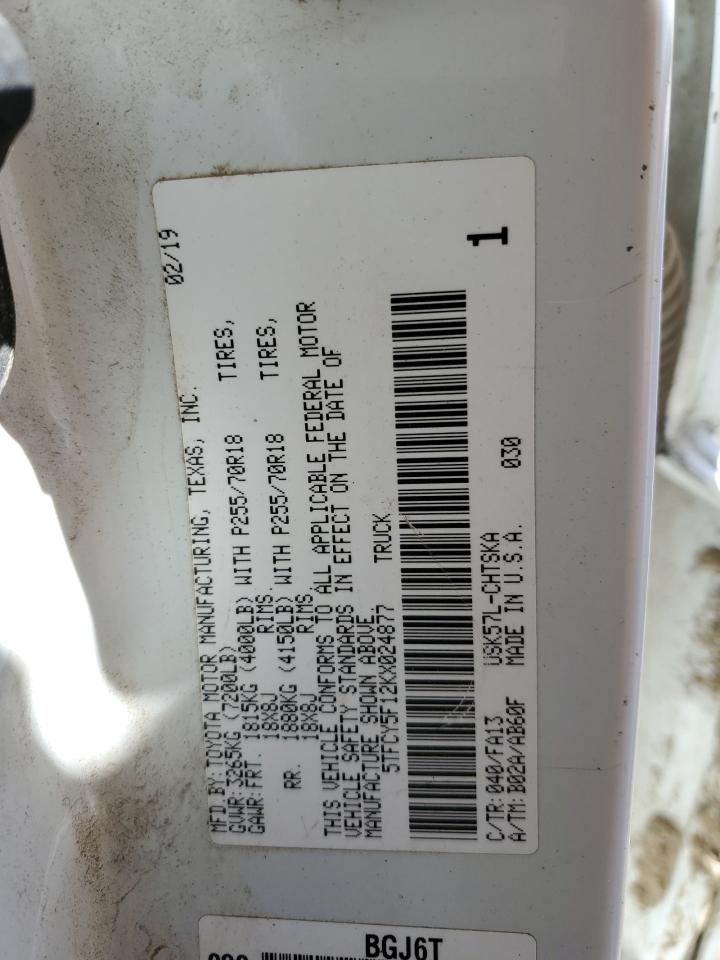 MFD.BY:TOYOTA MOTOR MANUFACTURING, TEXAS, INC. 02/19
GVWR:3265KG (7200LB)
GAWR:FRT. 1815KG (4000LB) WITH P255/70R18 TIRES,
18X8J RIMS.
RR. 1880KG (4150LB) WITH P255/70R18 TIRES,
18X8J RIMS.
THIS VEHICLE CONFORMS TO ALL APPLICABLE FEDERAL MOTOR
VEHICLE SAFETY STANDARDS IN EFFECT ON THE DATE OF
MANUFACTURE SHOWN ABOVE.
5TFCY5F12KX024877 TRUCK
C/TR:040/FA13 USK57L-CHTSKA 030
A/TM:B02A/AB60F MADE IN U.S.A.
1
BGJ6T